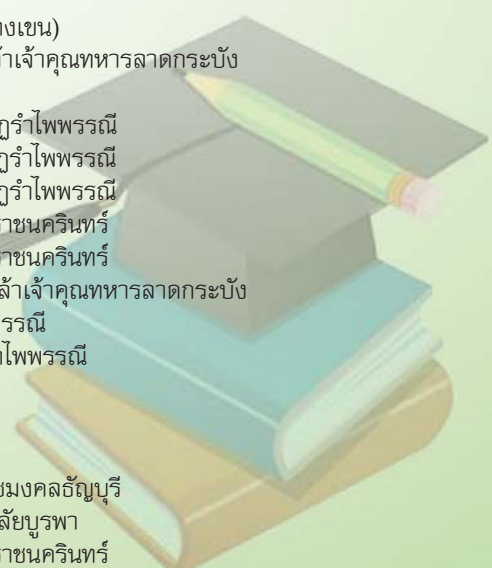 งเขน)
าเจ้าคุณทหารลาดกระบัง
ฏรำไพพรรณี
ฏรำไพพรรณี
ฏรำไพพรรณี
าชนครินทร์
าชนครินทร์
ล้าเจ้าคุณทหารลาดกระบัง
รรณี
ไพพรรณี
ชมงคลธัญบุรี
ลัยบูรพา
าชนครินทร์